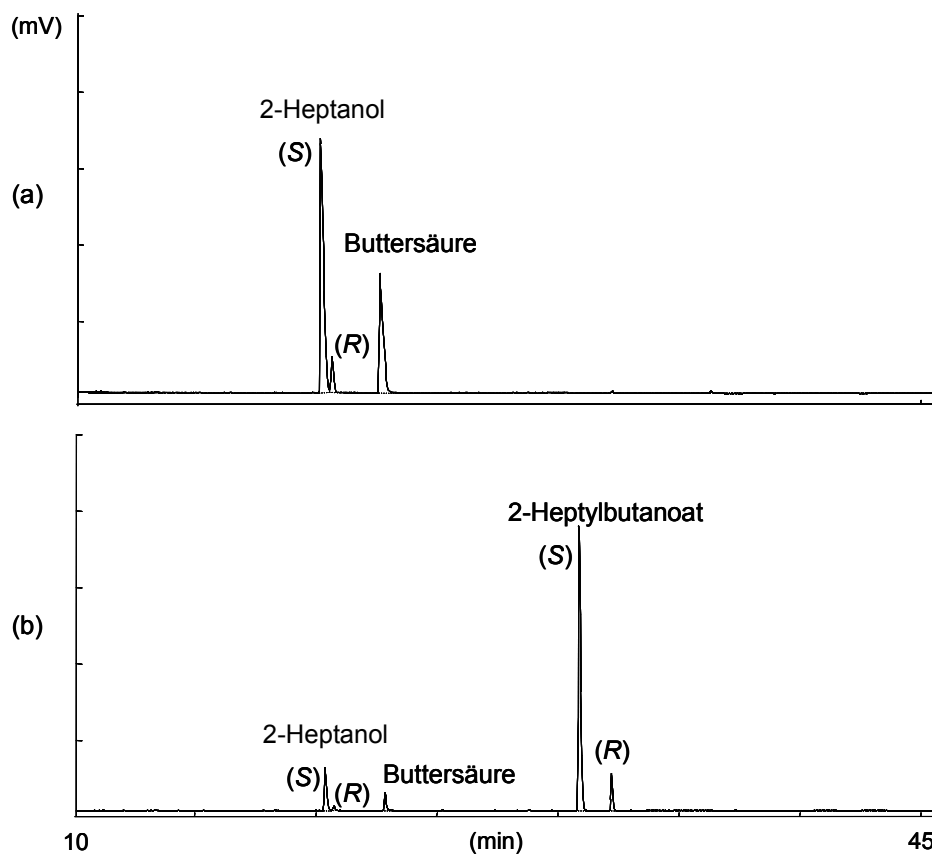 (mV)
2-Heptanol
(S)
(a)
Buttersäure
(R)
2-Heptylbutanoat
(S)
(b)
2-Heptanol
(R)
(S)
Buttersäure
(R)
10
(min)
45